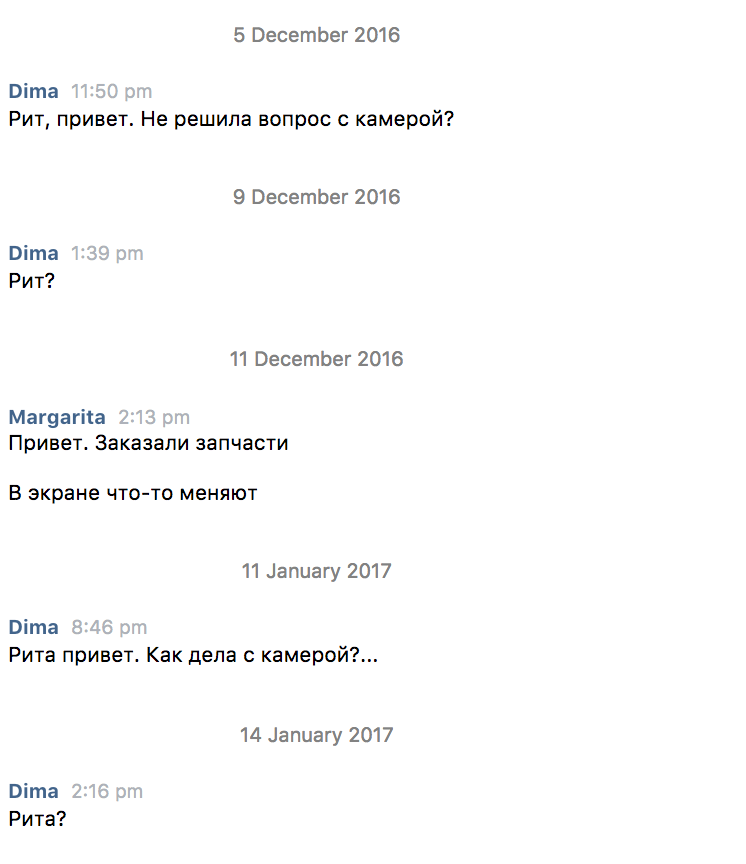 5 December 2016
Dima 11:50 pm
Рит, привет. Не решила вопрос с камерой?
9 December 2016
Dima 1:39 pm
Рит?
11 December 2016
Margarita 2:13 pm
Привет. Заказали запчасти
В экране что-то меняют
11 January 2017
Dima 8:46 pm
Рита привет. Как дела с камерой?...
14 January 2017
Dima 2:16 pm
Рита?